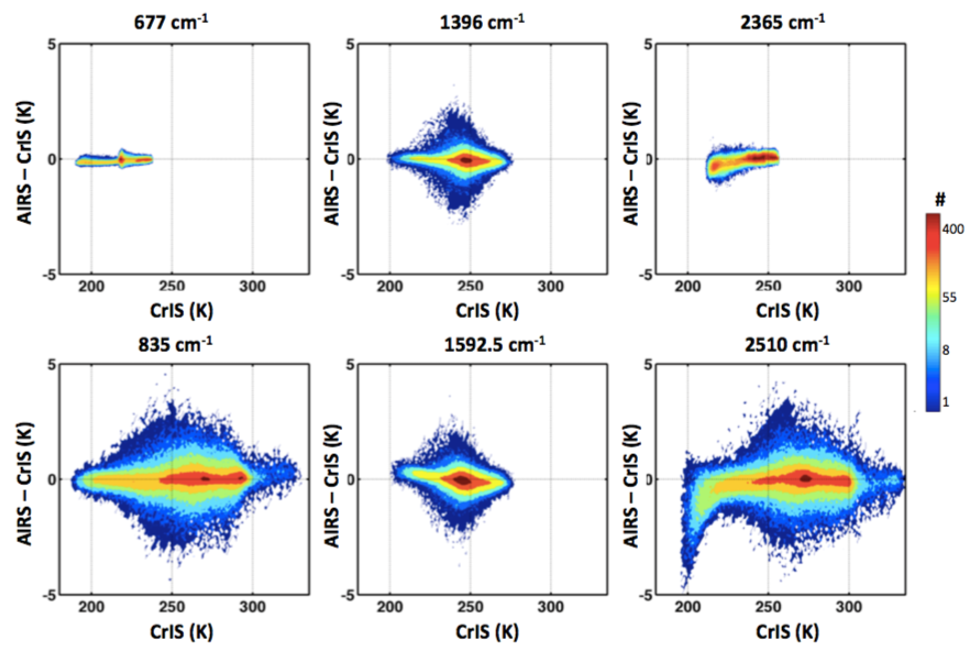 677 cm-1
1396 cm-1
2365 cm-1
5
0
-5
AIRS – CrIS (K)
200
250
300
CrIS (K)
5
0
-5
AIRS – CrIS (K)
200
250
300
CrIS (K)
5
0
-5
AIRS – CrIS (K)
200
250
300
CrIS (K)
#
400
55
8
1
835 cm-1
1592.5 cm-1
2510 cm-1
5
0
-5
AIRS – CrIS (K)
200
250
300
CrIS (K)
5
0
-5
AIRS – CrIS (K)
200
250
300
CrIS (K)
5
0
-5
AIRS – CrIS (K)
200
250
300
CrIS (K)